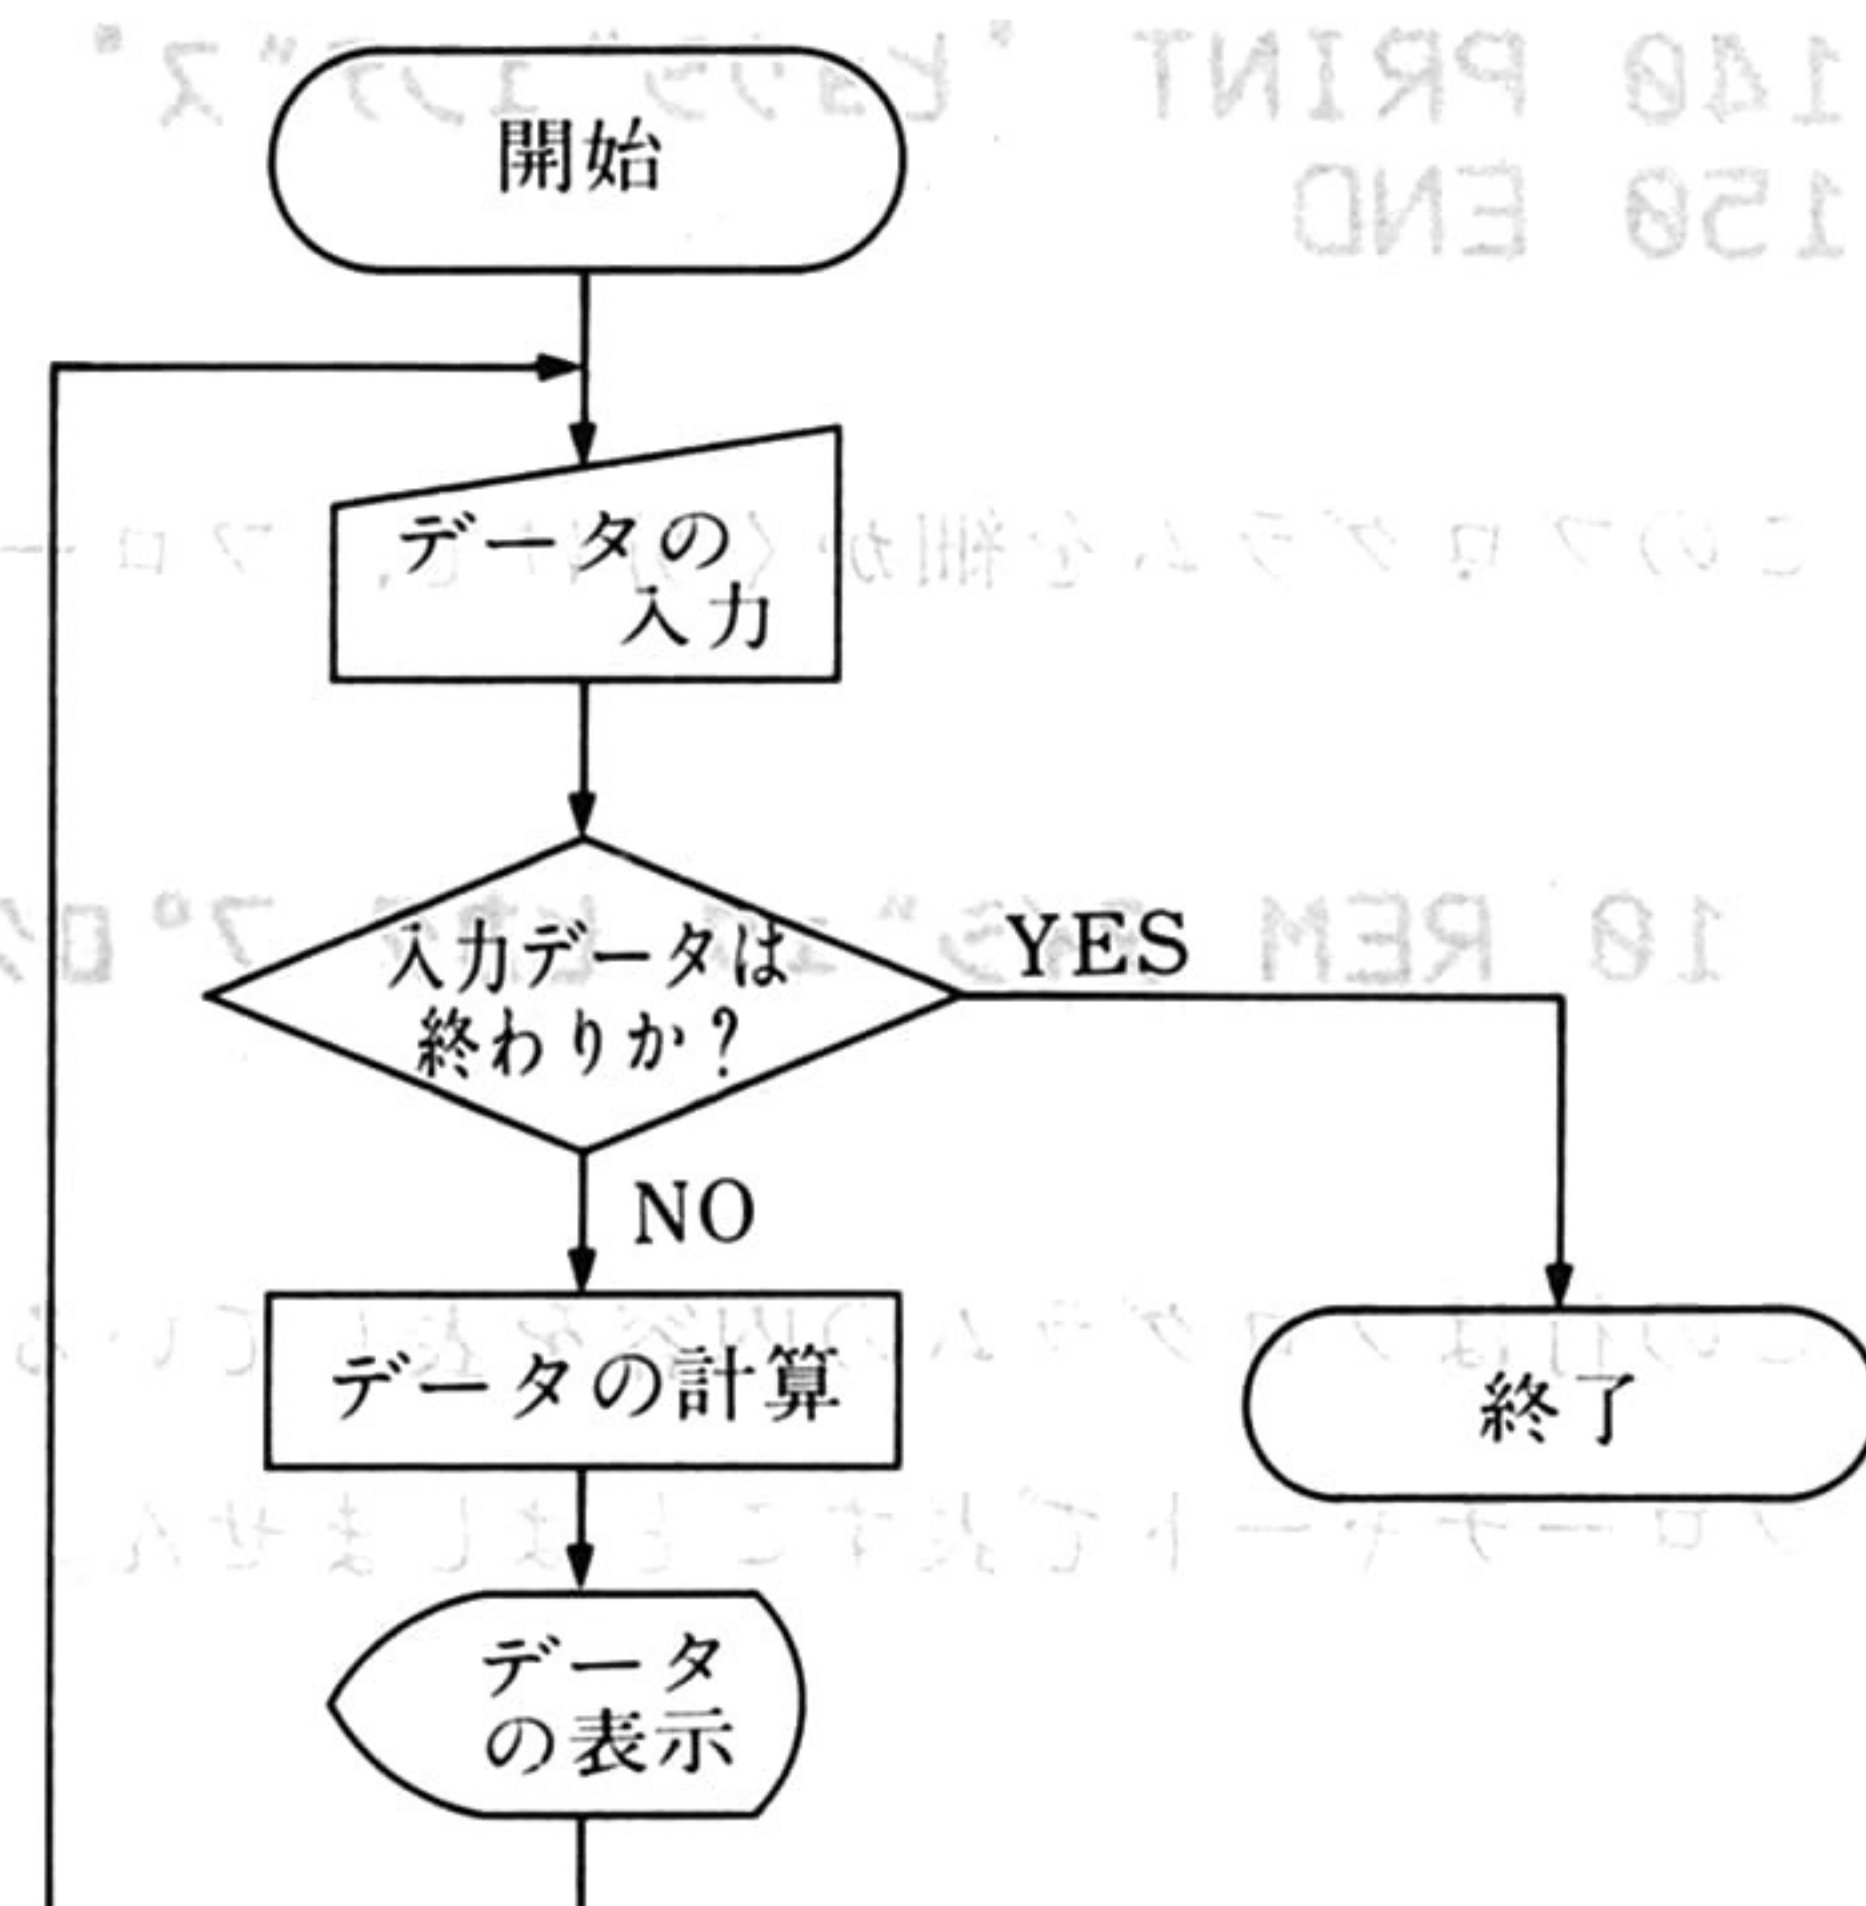 開始
データの
入力
入力データは
終わりか？
YES
NO
データの計算
終了
データ
の表示
140 PRINT
150 END
10 REM